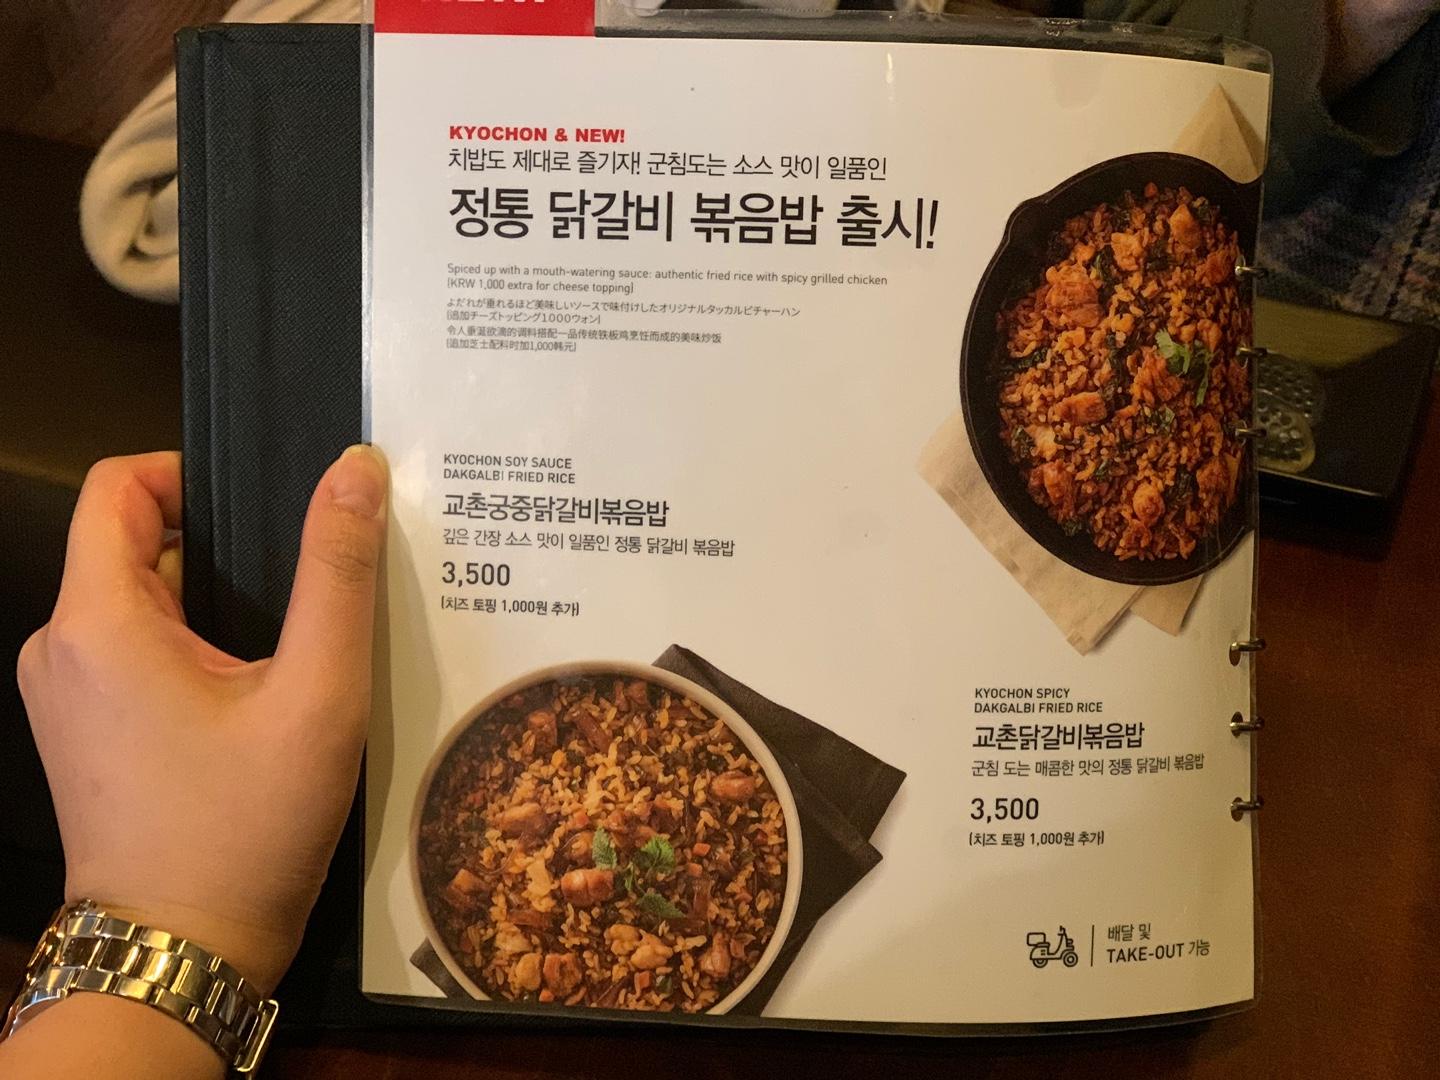 KYOCHON & NEW!
치밥도 제대로 즐기재! 군침도는 소스 맛이 일품인
정통 닭갈비 볶음밥 출시!
Spiced up with a mouth-watering sauce: authentic fried rice with spicy grilled chicken
(KRW 1,000 extra for cheese topping)
よだれが垂れるほど美味しいソースで味付けしたオリジナルタッカルビチャーハン
(追加チーズトッピング1000ウォン)
令人垂涎欲滴的调料搭配一品传统铁板鸡烹饪而成的美味炒饭
(追加芝士配料时加1,000韩元)
KYOCHON SOY SAUCE
DAKGALBI FRIED RICE
교촌궁중닭갈비볶음밥
깊은 간장 소스 맛이 일품인 정통 닭갈비 볶음밥
3,500
(치즈 토핑 1,000원 추가)
KYOCHON SPICY
DAKGALBI FRIED RICE
교촌닭갈비볶음밥
군침 도는 매콤한 맛의 정통 닭갈비 볶음밥
3,500
(치즈 토핑 1,000원 추가)
배달 및
TAKE-OUT 가능